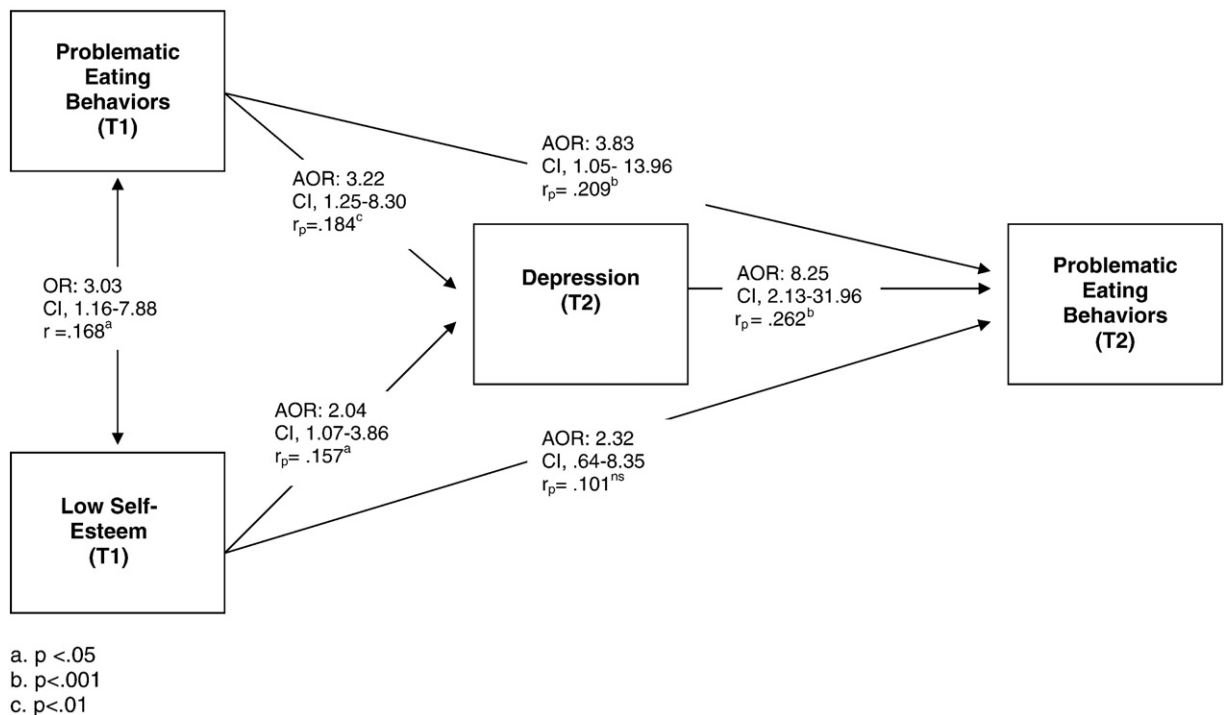 Problematic
Eating
Behaviors
(T1)
AOR: 3.83
CI, 1.05- 13.96
rp= .209b
AOR: 3.22
CI, 1.25-8.30
rp=.184c
OR: 3.03
CI, 1.16-7.88
r =.168a
Depression
(T2)
AOR: 8.25
CI, 2.13-31.96
rp= .262b
Problematic
Eating
Behaviors
(T2)
AOR: 2.04
CI, 1.07-3.86
rp= .157a
AOR: 2.32
CI, .64-8.35
rp= .101ns
Low Self-
Esteem
(T1)
a. p <.05
b. p<.001
c. p<.01